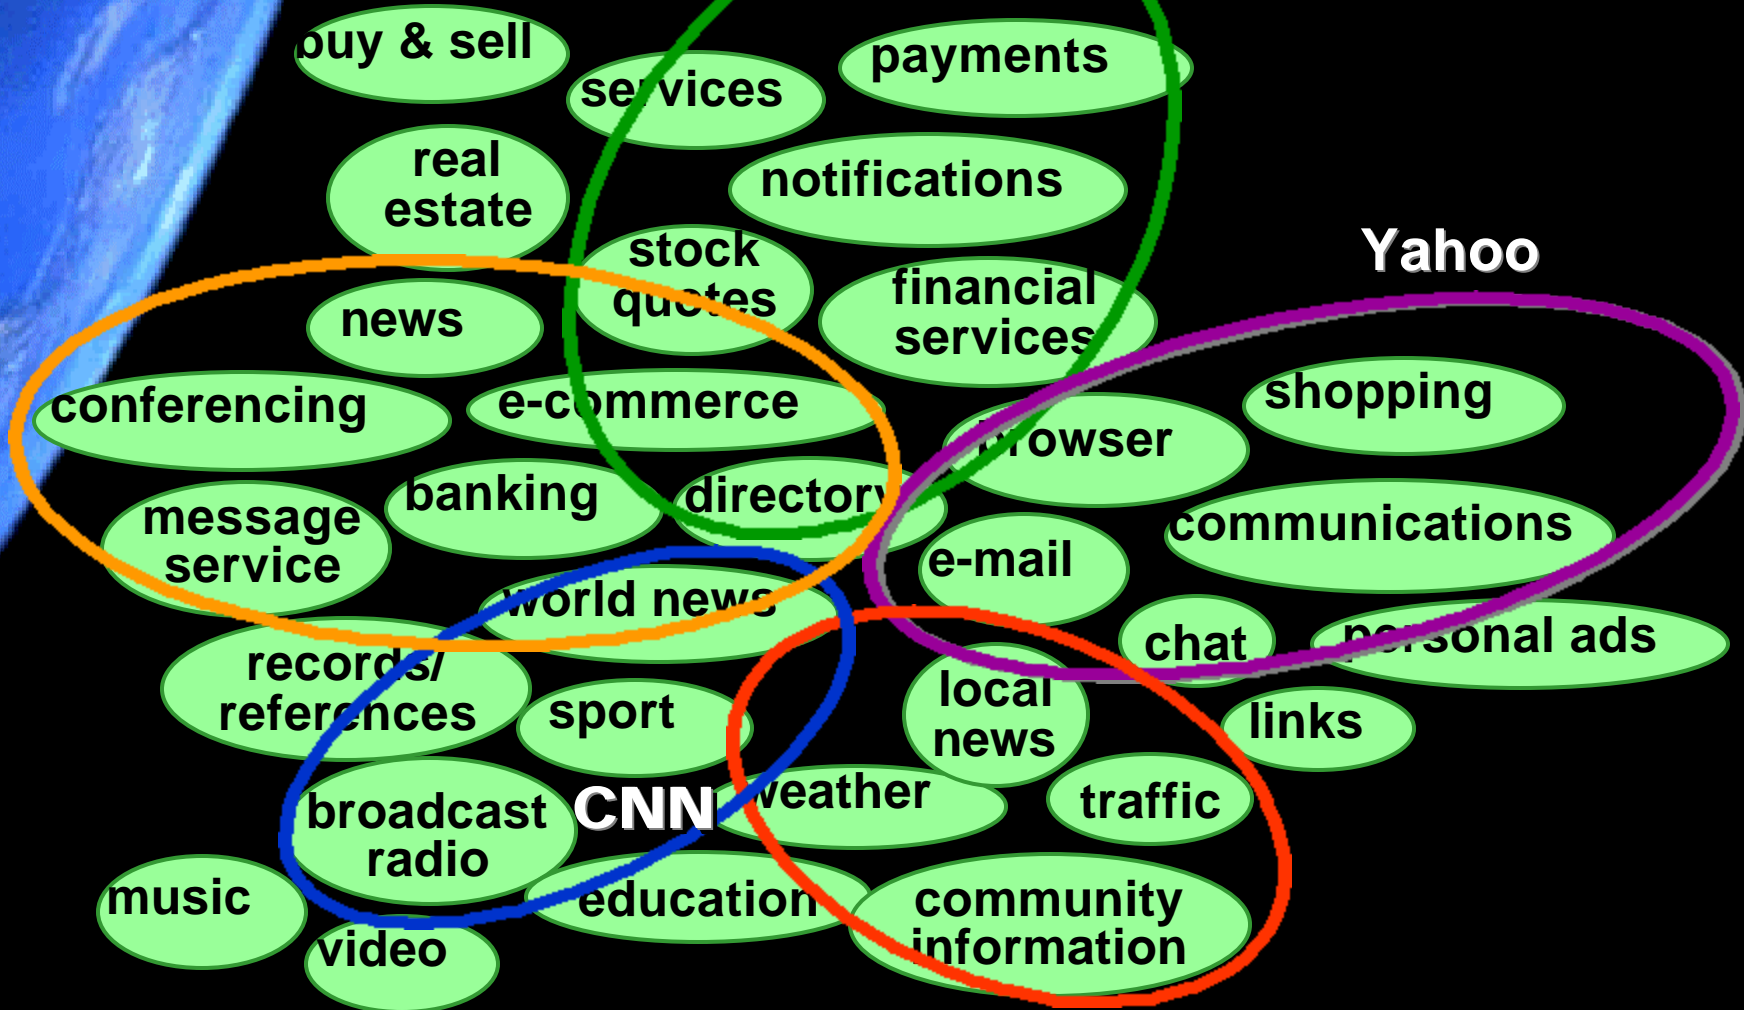 buy & sell
services
payments
real
estate
notifications
stock
quotes
financial
services
Yahoo
news
conferencing
e-commerce
browser
shopping
message
service
banking
directory
communications
e-mail
world news
chat
personal ads
records/
references
sport
local
news
links
broadcast
radio
CNN
weather
traffic
music
video
education
community
information